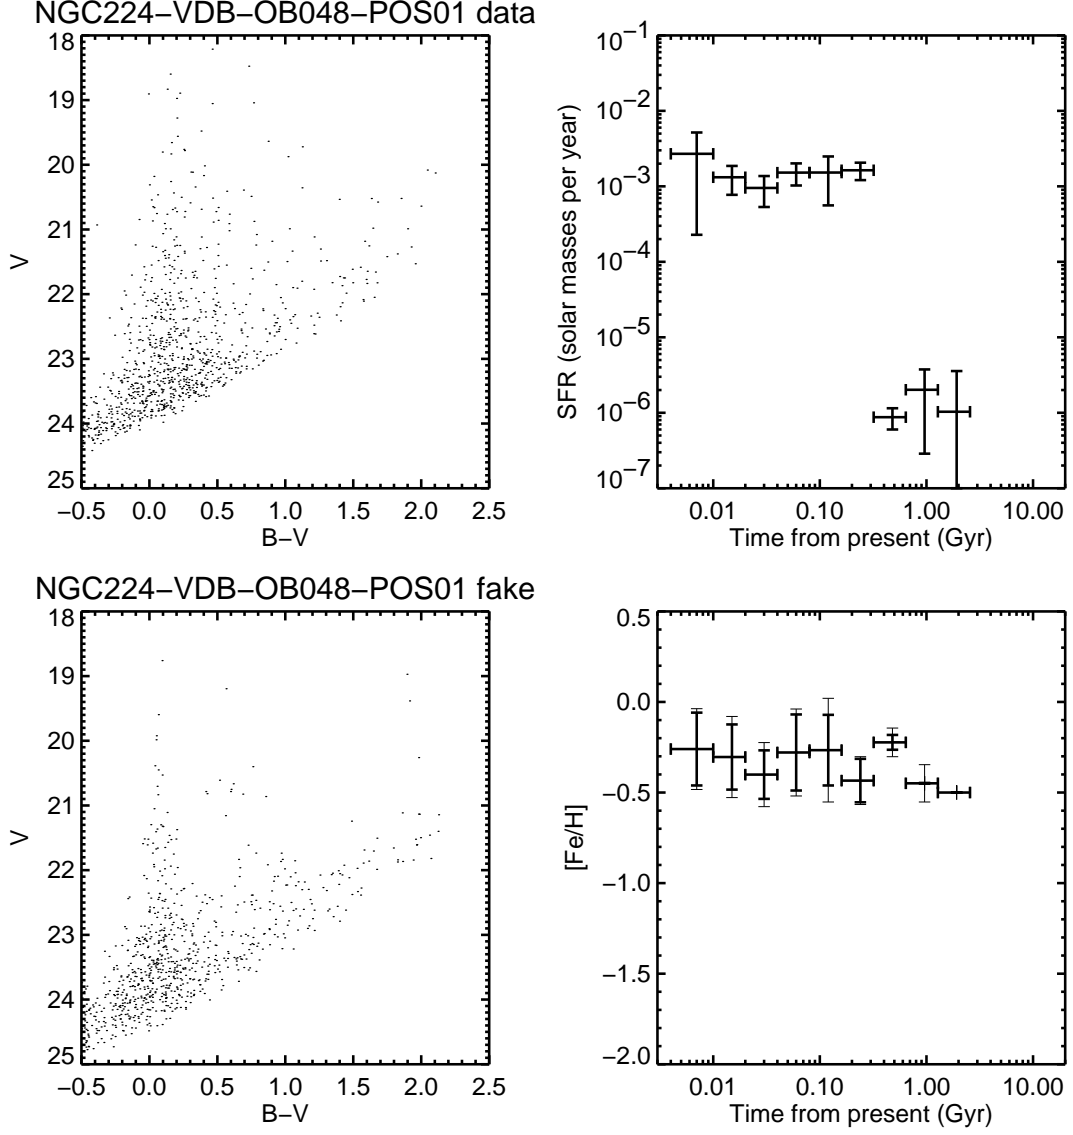 NGC224−VDB−OB048−POS01 data
18
19
20
21
22
23
24
25
V
−0.5 0.0 0.5 1.0 1.5 2.0 2.5
B−V
10−1
10−2
10−3
10−4
10−5
10−6
10−7
SFR (solar masses per year)
0.01 0.10 1.00 10.00
Time from present (Gyr)
NGC224−VDB−OB048−POS01 fake
18
19
20
21
22
23
24
25
V
−0.5 0.0 0.5 1.0 1.5 2.0 2.5
B−V
0.5
0.0
−0.5
−1.0
−1.5
−2.0
[Fe/H]
0.01 0.10 1.00 10.00
Time from present (Gyr)